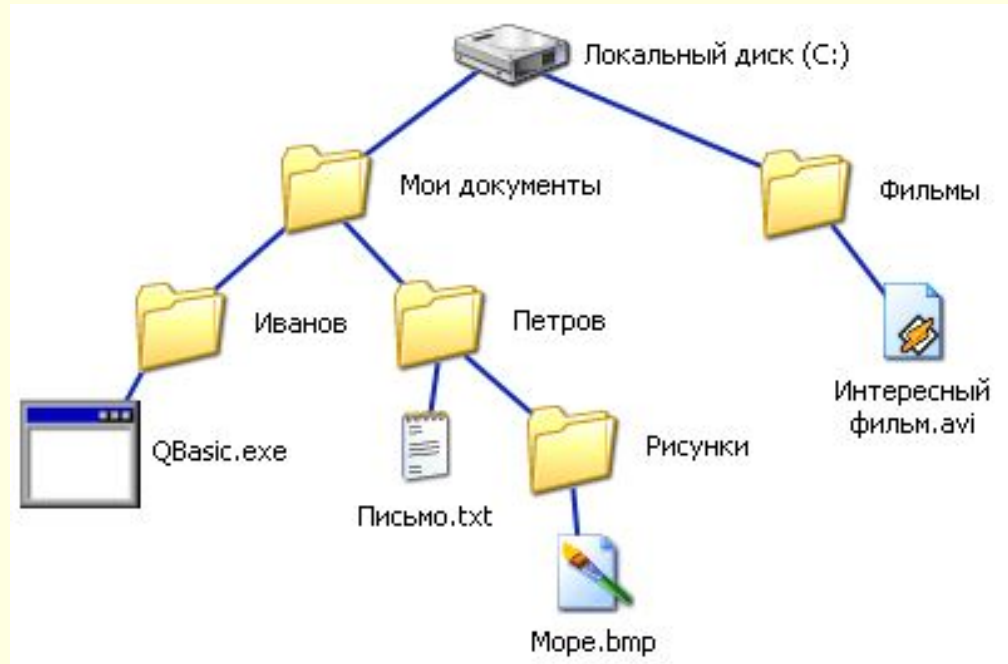 Локальный диск (C:)
Мои документы
Фильмы
Иванов
Петров
Интересный
фильм.avi
QBasic.exe
Рисунки
Письмо.txt
Море.bmp